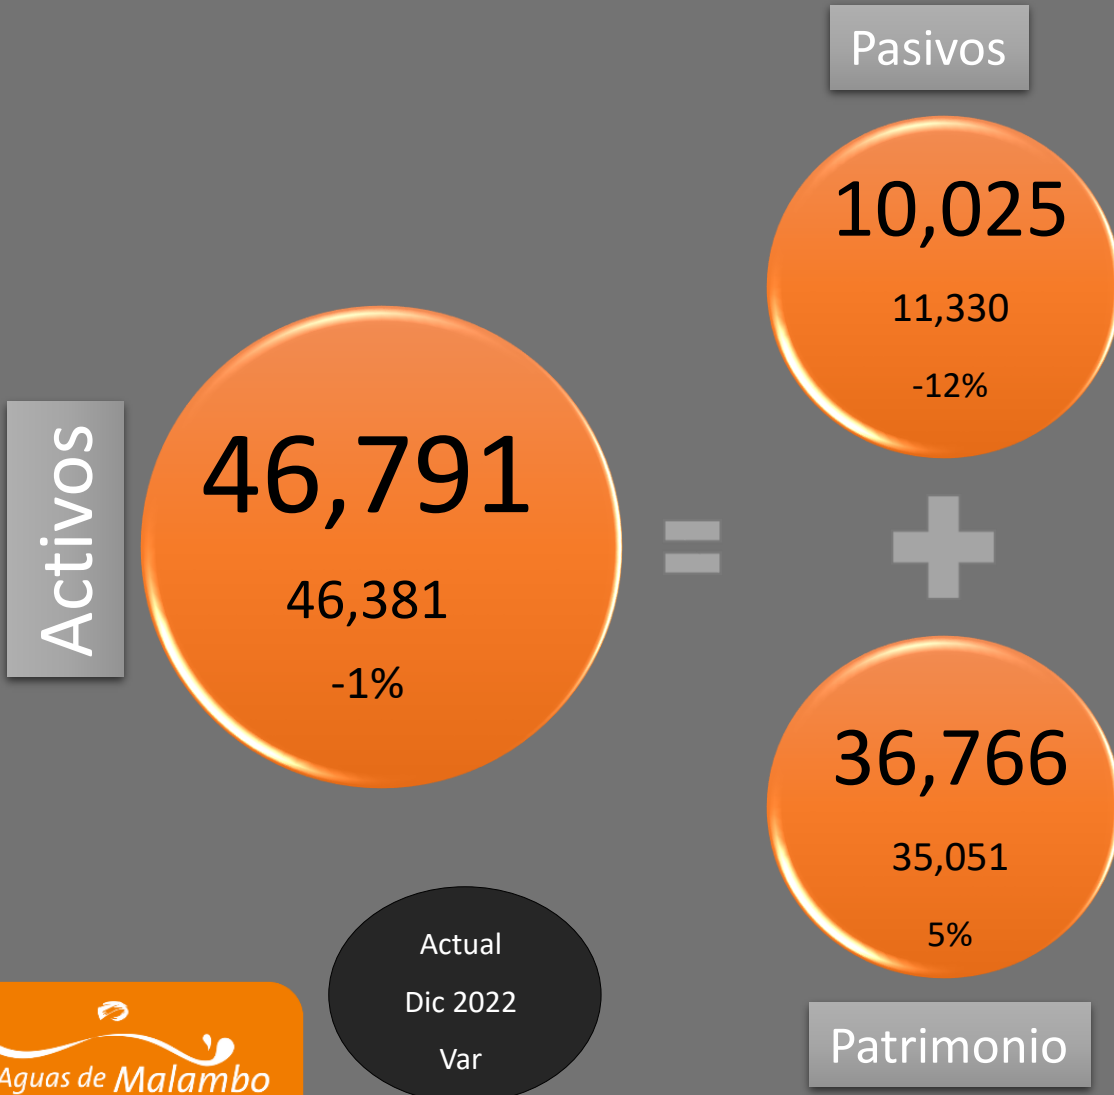 Activos
46,791
46,381
-1%
=
Pasivos
10,025
11,330
-12%
+
36,766
35,051
5%
Patrimonio
Actual
Dic 2022
Var
Aguas de Malambo